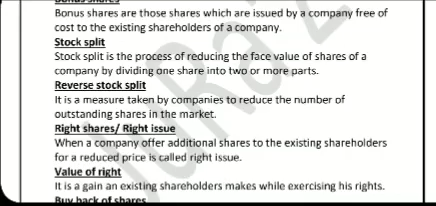 Bonus shares
Bonus shares are those shares which are issued by a company free of
cost to the existing shareholders of a company.
Stock split
Stock split is the process of reducing the face value of shares of a
company by dividing one share into two or more parts.
Reverse stock split
It is a measure taken by companies to reduce the number of
outstanding shares in the market.
Right shares/ Right issue
When a company offer additional shares to the existing shareholders
for a reduced price is called right issue.
Value of right
It is a gain an existing shareholders makes while exercising his rights.
Buy back of shares